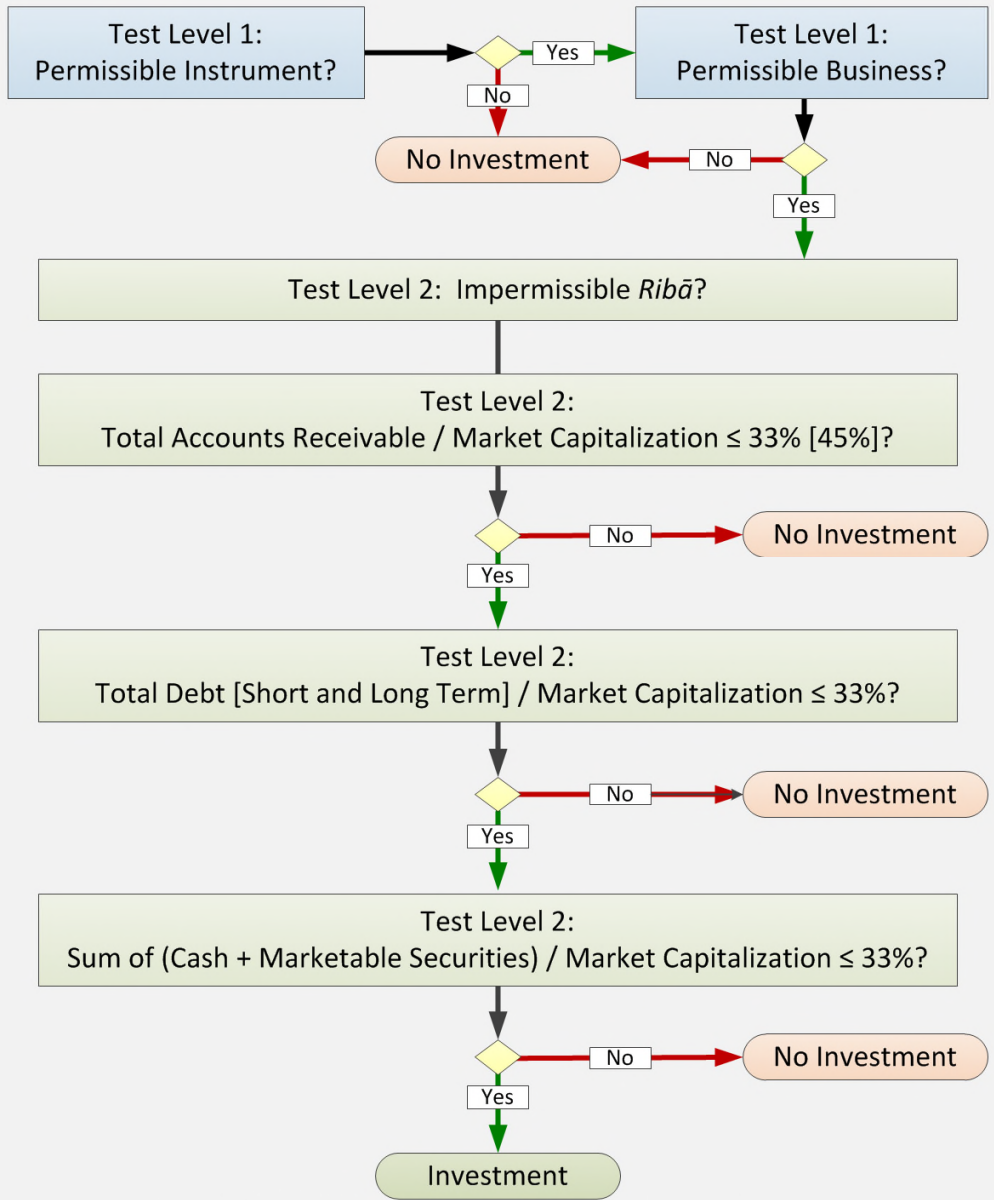 Test Level 1:
Permissible Instrument?
Yes
Test Level 1:
Permissible Business?
No
No Investment
No
Yes
Test Level 2:  Impermissible Ribā?
Test Level 2:
Total Accounts Receivable / Market Capitalization ≤ 33% [45%]?
No
No Investment
Yes
Test Level 2:
Total Debt [Short and Long Term] / Market Capitalization ≤ 33%?
No
No Investment
Yes
Test Level 2:
Sum of (Cash + Marketable Securities) / Market Capitalization ≤ 33%?
No
No Investment
Yes
Investment